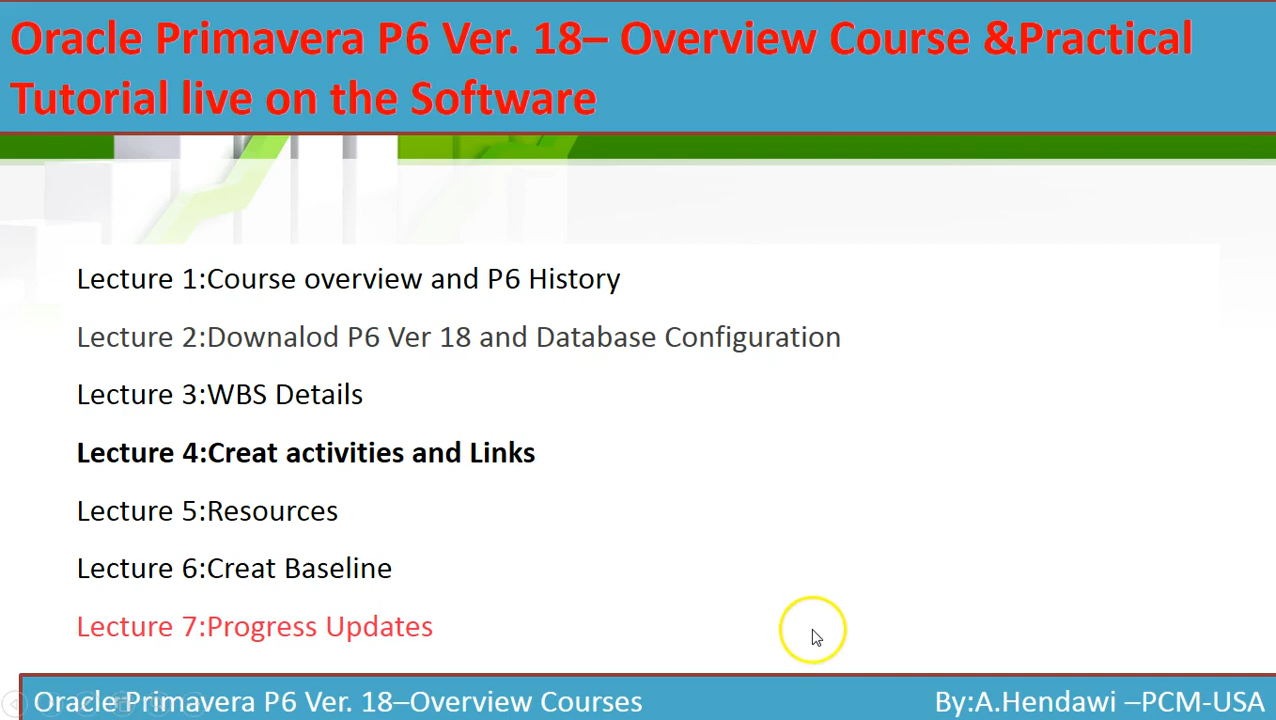 Oracle Primavera P6 Ver. 18– Overview Course &Practical
Tutorial live on the Software
Lecture 1:Course overview and P6 History
Lecture 2:Downalod P6 Ver 18 and Database Configuration
Lecture 3:WBS Details
Lecture 4:Creat activities and Links
Lecture 5:Resources
Lecture 6:Creat Baseline
Lecture 7:Progress Updates
Oracle Primavera P6 Ver. 18–Overview Courses
By:A.Hendawi –PCM-USA